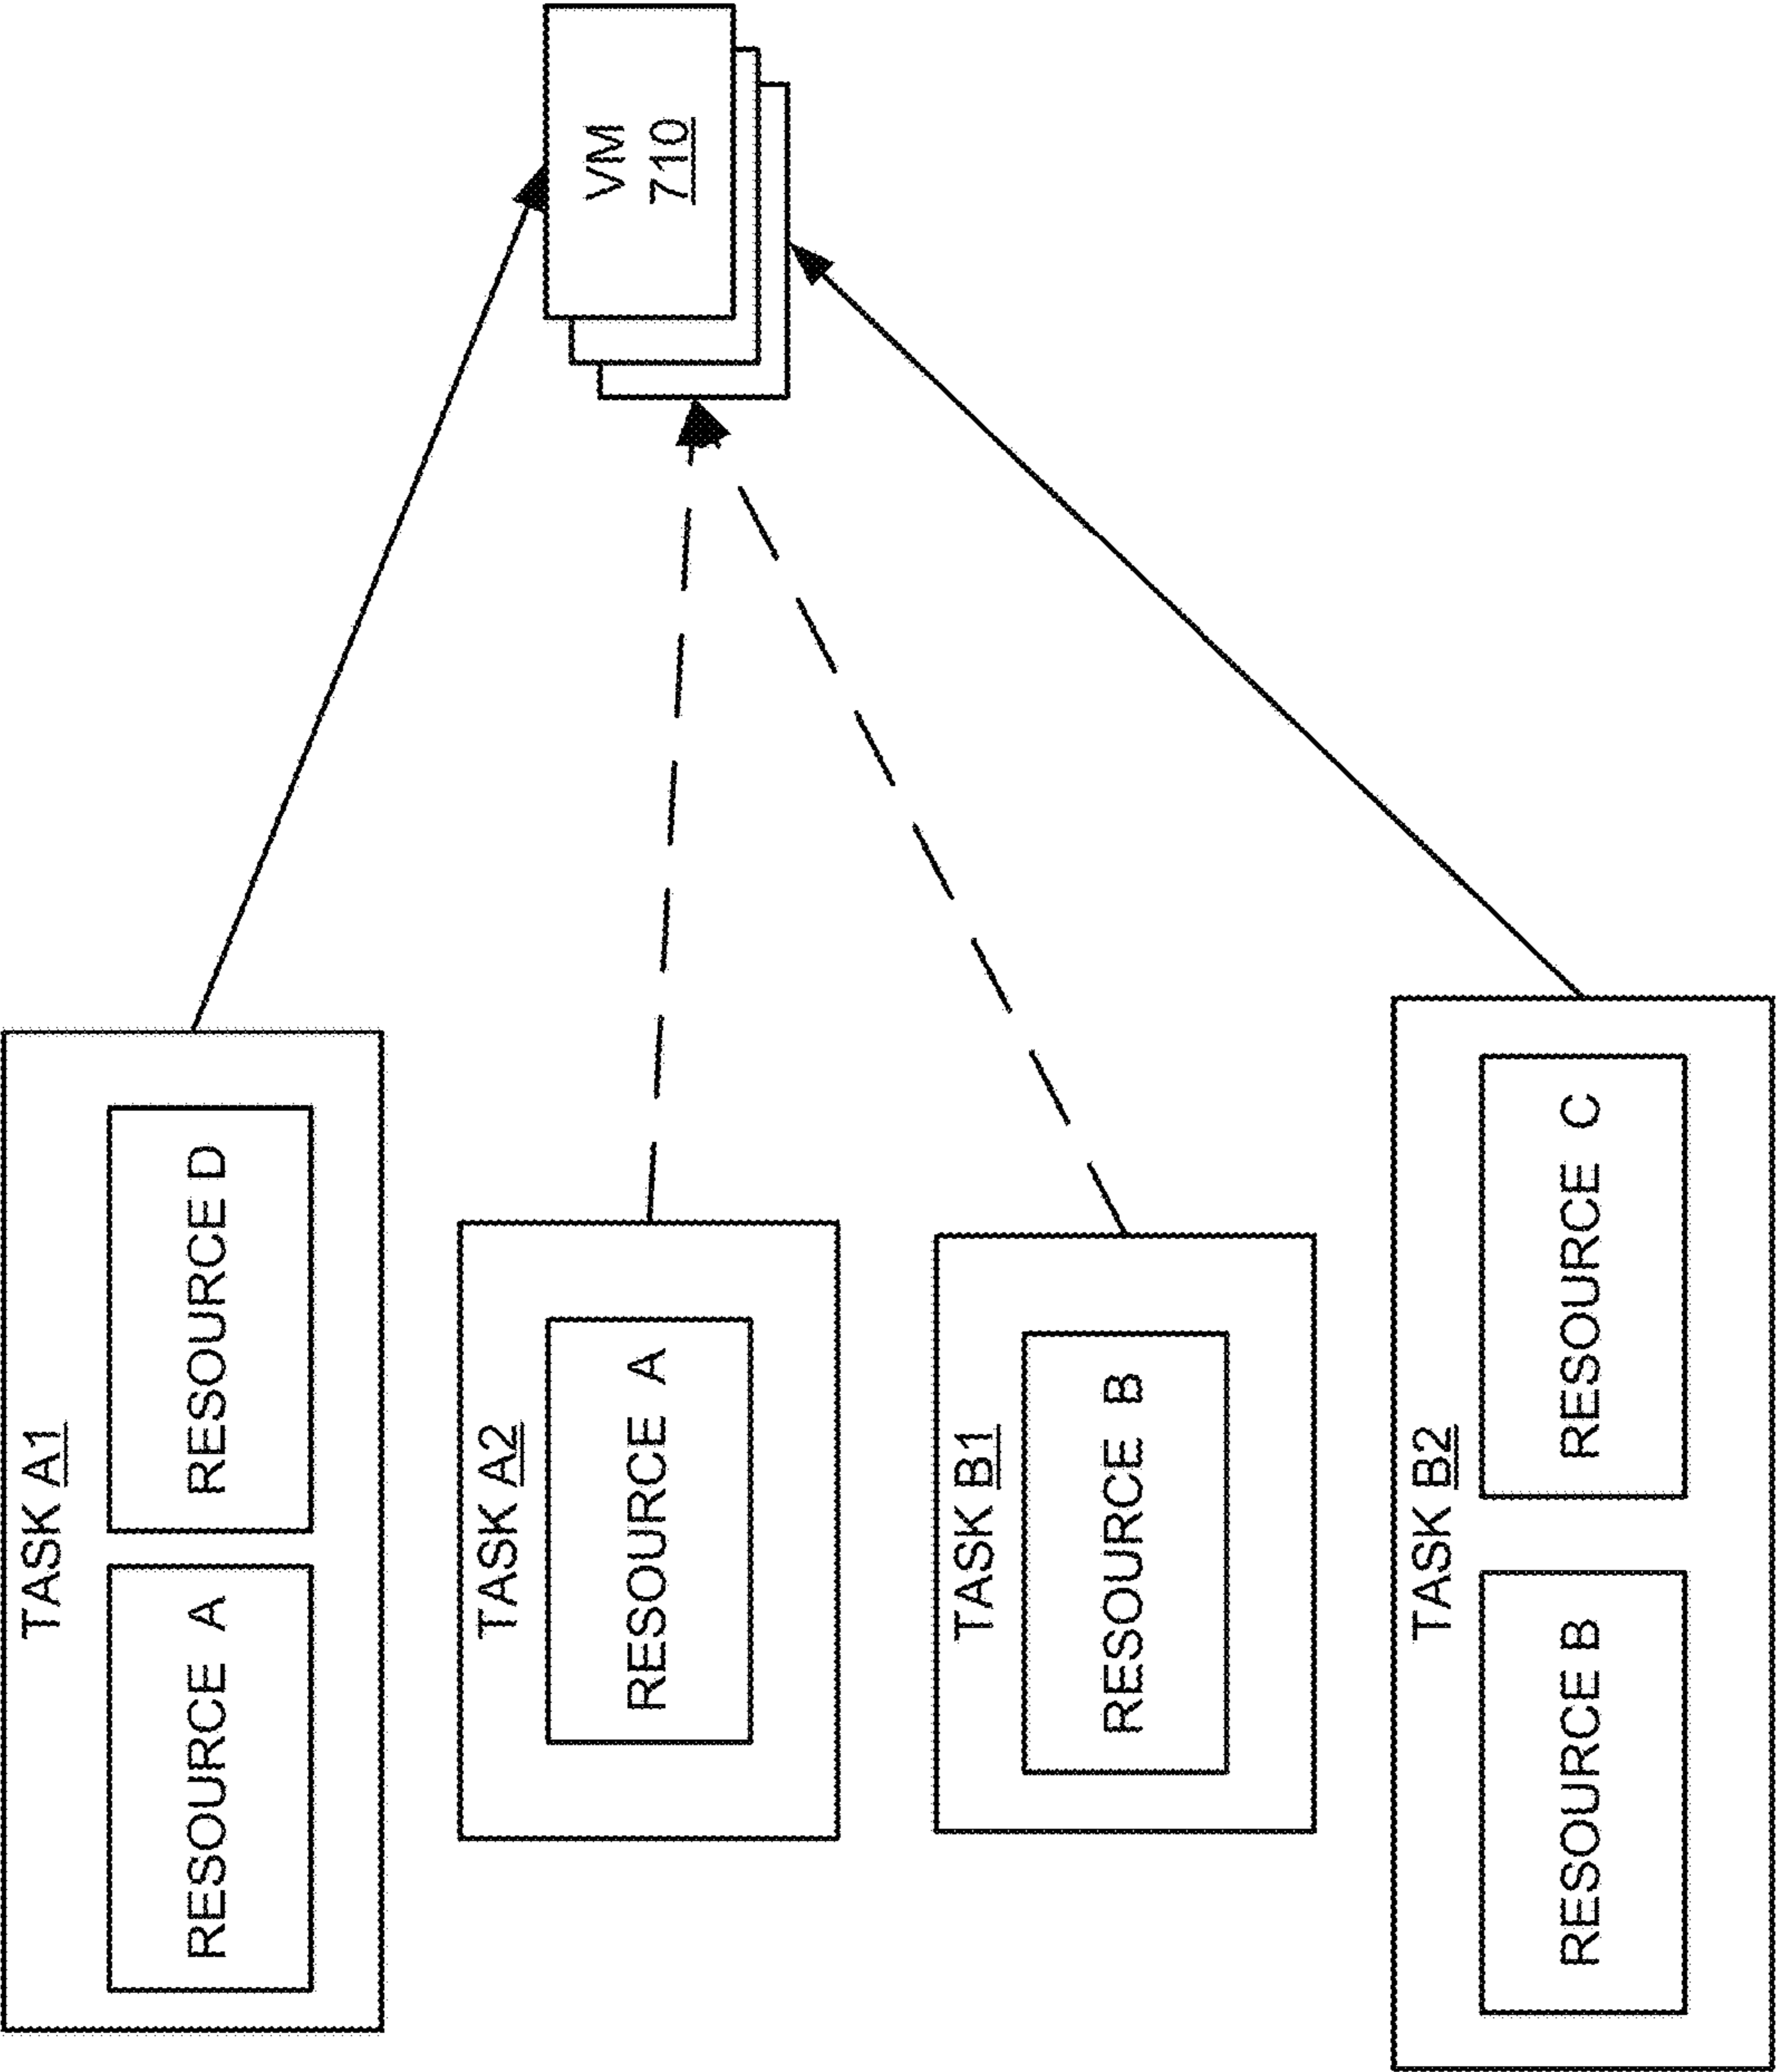 TASK A1
RESOURCE A
RESOURCE D
TASK A2
RESOURCE A
TASK B1
RESOURCE B
TASK B2
RESOURCE B
RESOURCE C
VM
710